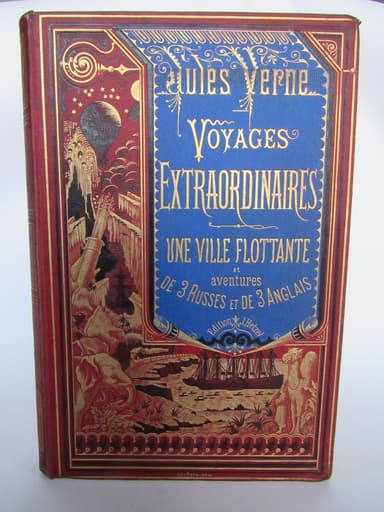 Jules Verne
VOYAGES
EXTRAORDINAIRES
UNE VILLE FLOTTANTE
et
aventures
DE 3 RUSSES ET DE 3 ANGLAIS
Edition J. Hetzel